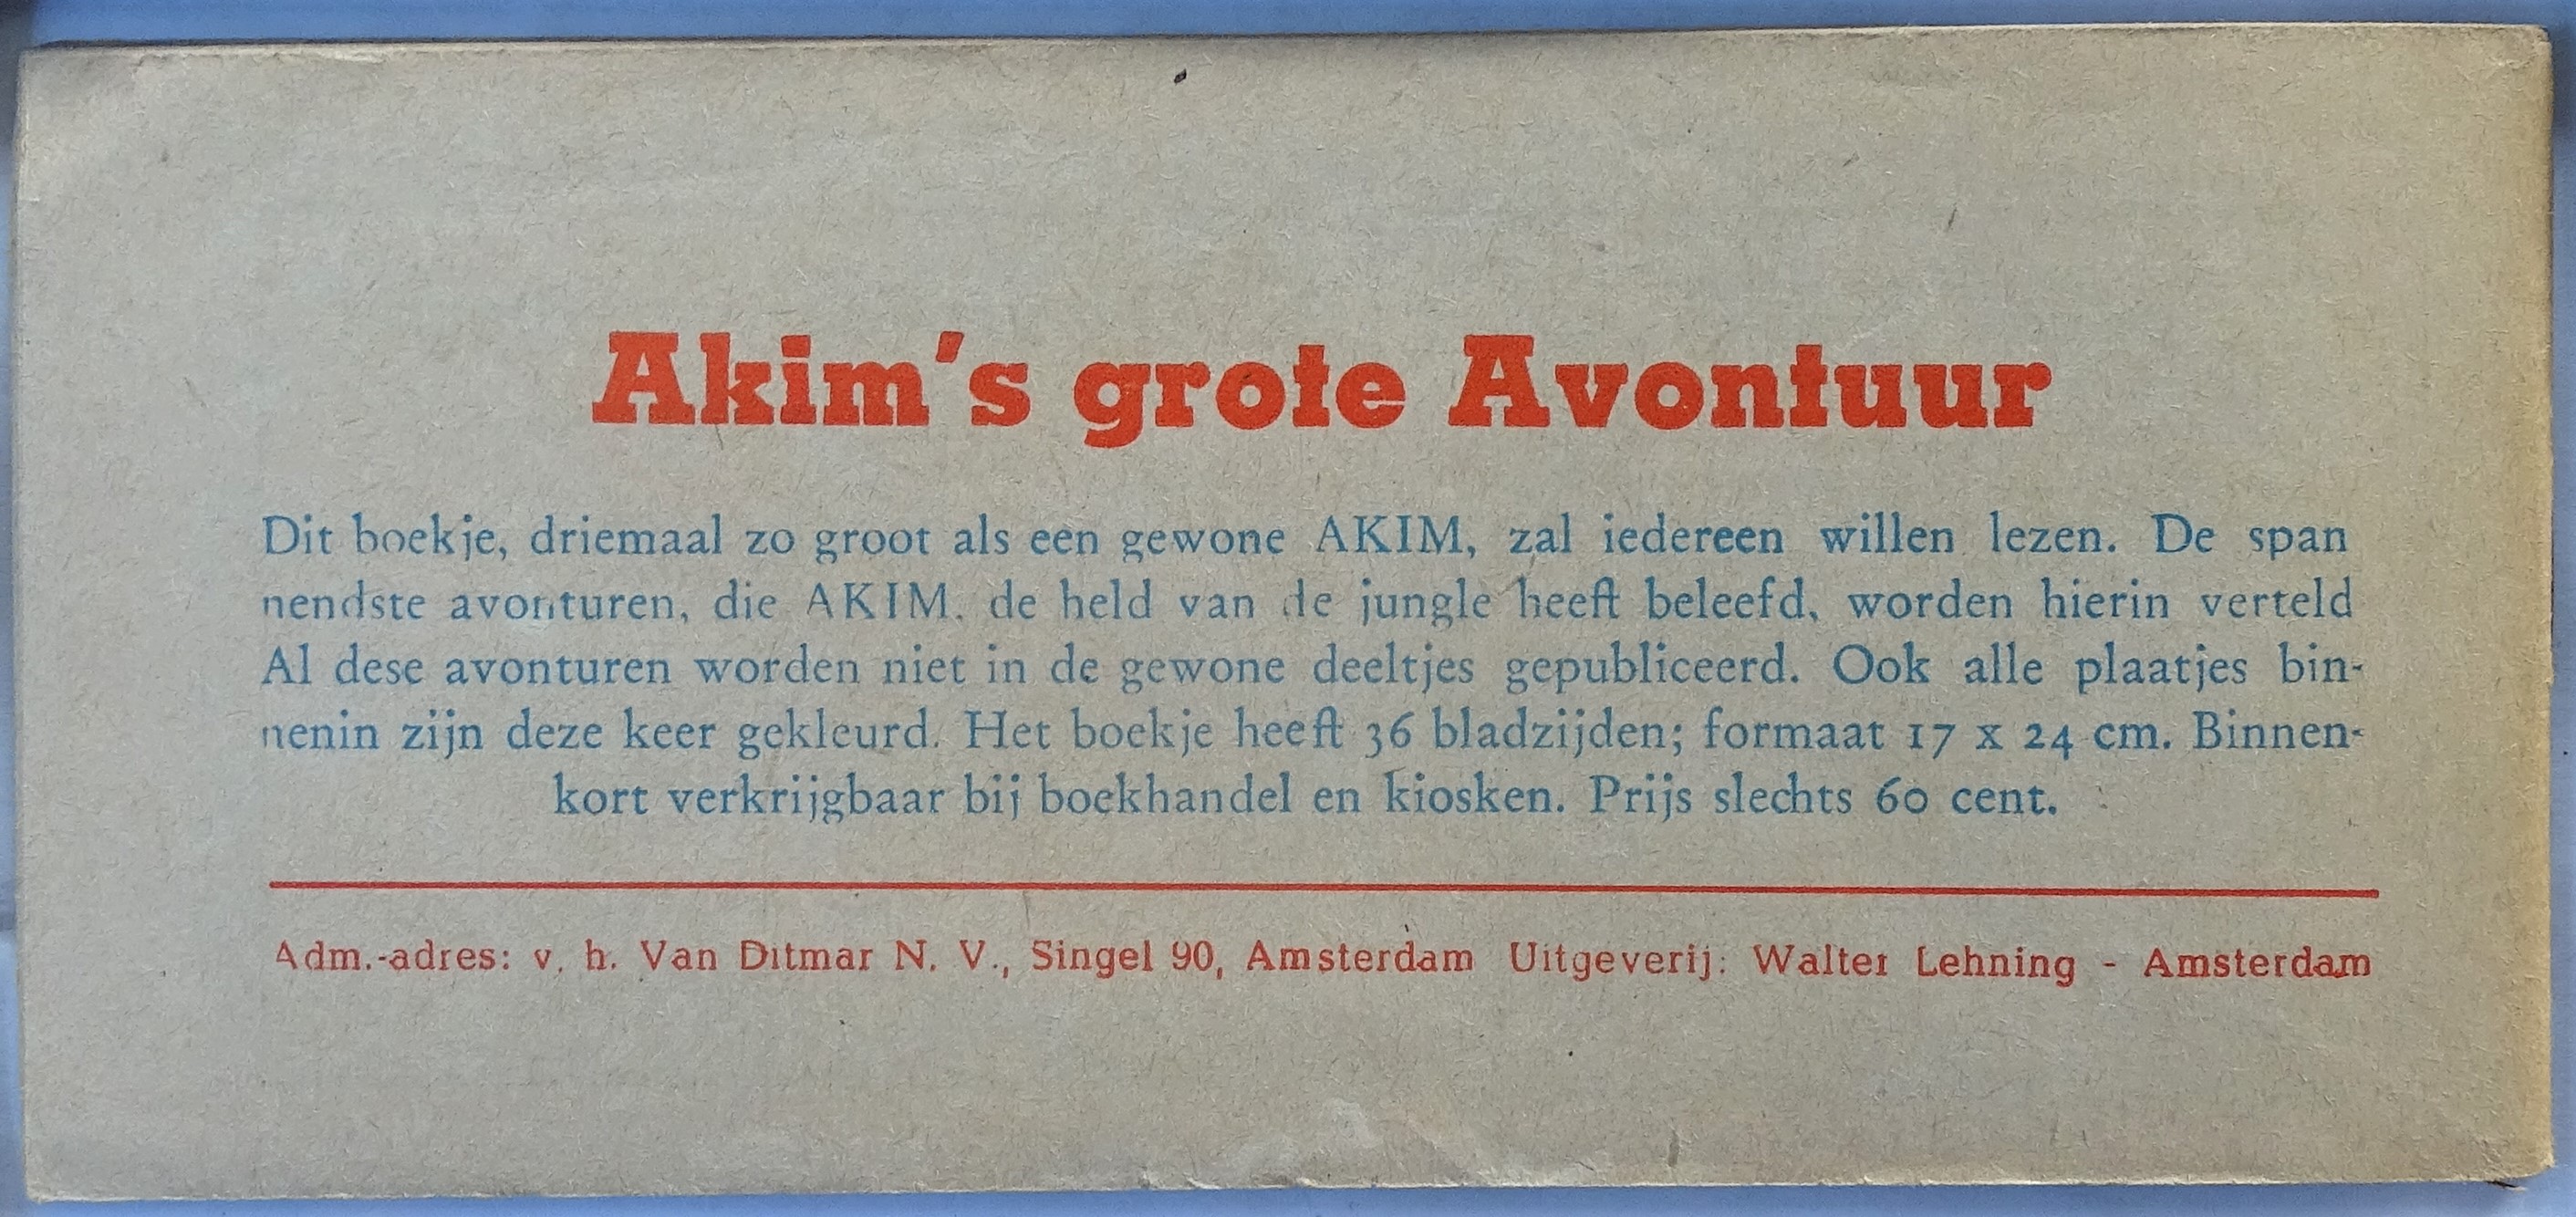 Akim's grote Avontuur
Dit boekje, driemaal zo groot als een gewone AKIM, zal iedereen willen lezen. De span
nendste avonturen, die AKIM. de held van de jungle heeft beleefd, worden hierin verteld
Al dese avonturen worden niet in de gewone deeltjes gepubliceerd. Ook alle plaatjes bin-
nenin zijn deze keer gekleurd. Het boekje heeft 36 bladzijden; formaat 17 x 24 cm. Binnen-
kort verkrijgbaar bij boekhandel en kiosken. Prijs slechts 60 cent.
Adm.-adres: v. h. Van Ditmar N. V., Singel 90, Amsterdam Uitgeverij: Walter Lehning - Amsterdam